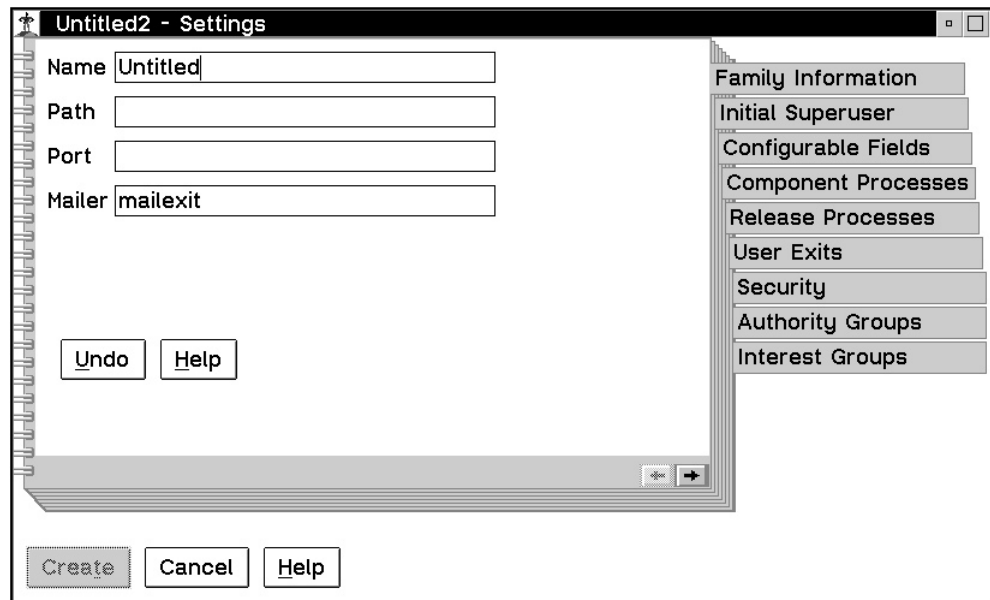 Untitled2 - Settings
Name Untitled
Path
Port
Mailer mailexit
Undo Help
Family Information
Initial Superuser
Configurable Fields
Component Processes
Release Processes
User Exits
Security
Authority Groups
Interest Groups
Create Cancel Help